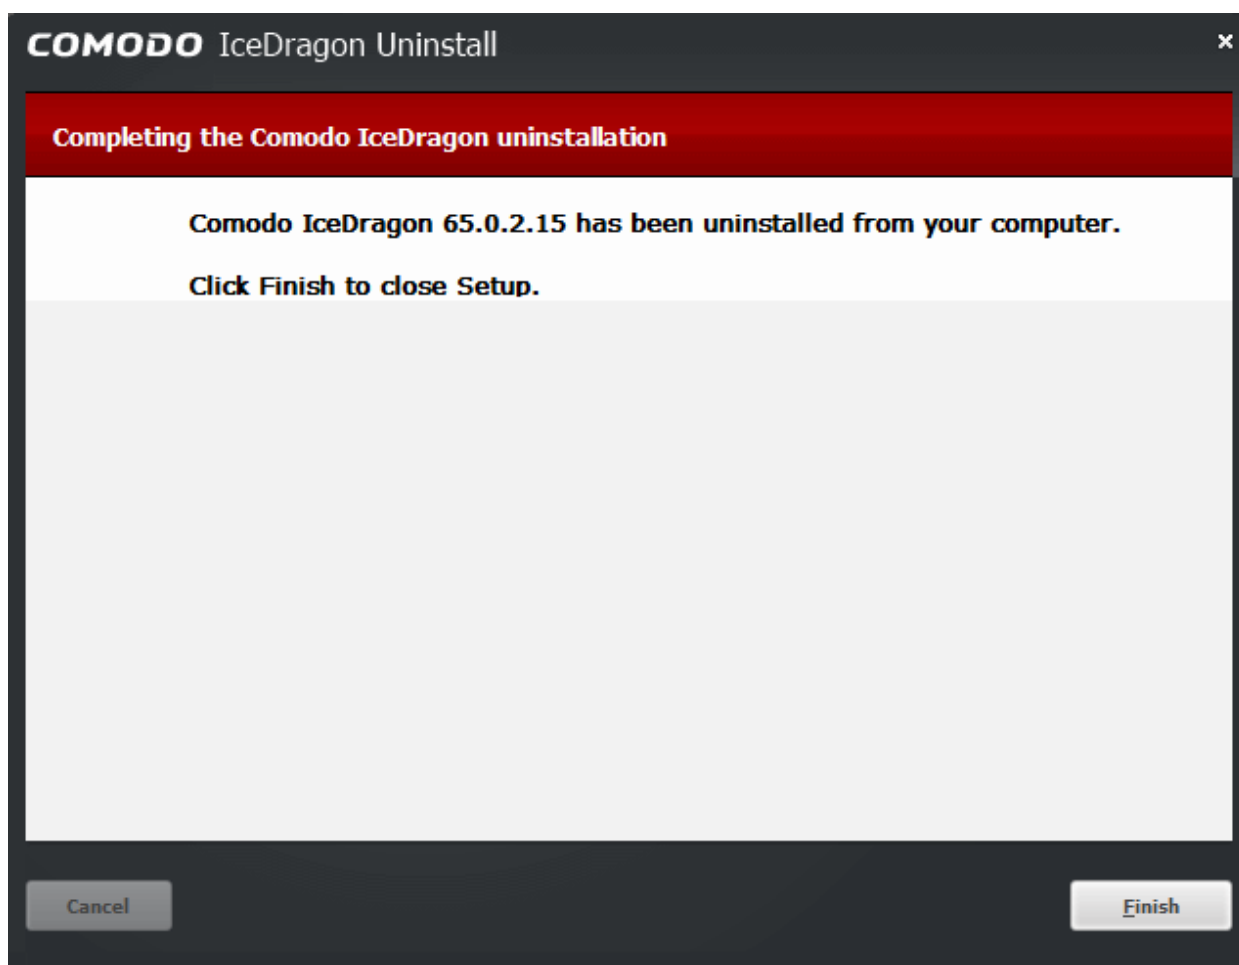 COMODO IceDragon Uninstall
Completing the Comodo IceDragon uninstallation
Comodo IceDragon 65.0.2.15 has been uninstalled from your computer.
Click Finish to close Setup.
Cancel
Finish